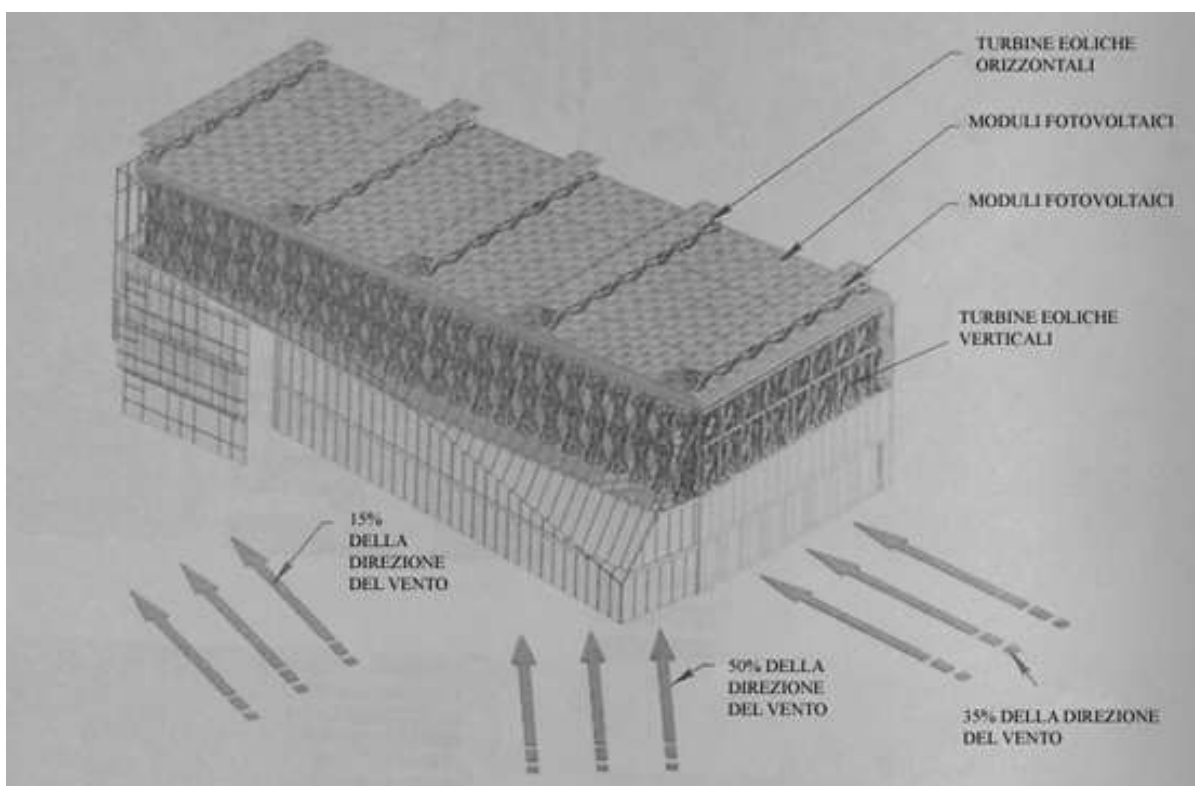 TURBINE EOLICHE
ORIZZONTALI
MODULI FOTOVOLTAICI
MODULI FOTOVOLTAICI
TURBINE EOLICHE
VERTICALI
15%
DELLA
DIREZIONE
DEL VENTO
50% DELLA
DIREZIONE
DEL VENTO
35% DELLA DIREZIONE
DEL VENTO